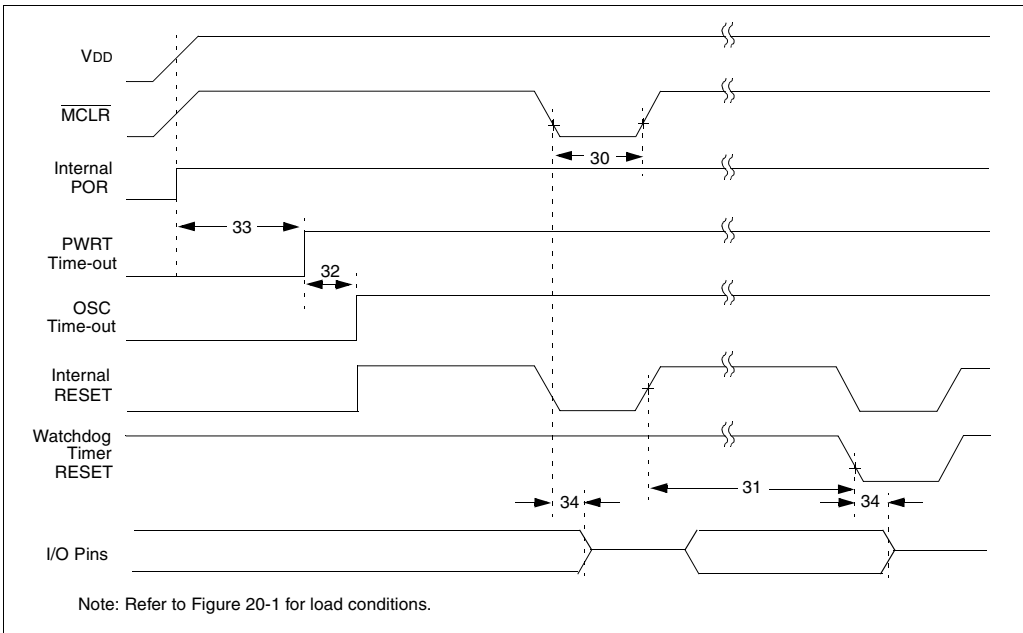 VDD
MCLR
30
Internal
POR
33
PWRT
Time-out
32
OSC
Time-out
Internal
RESET
Watchdog
Timer
RESET
31
34
34
I/O Pins
Note: Refer to Figure 20-1 for load conditions.